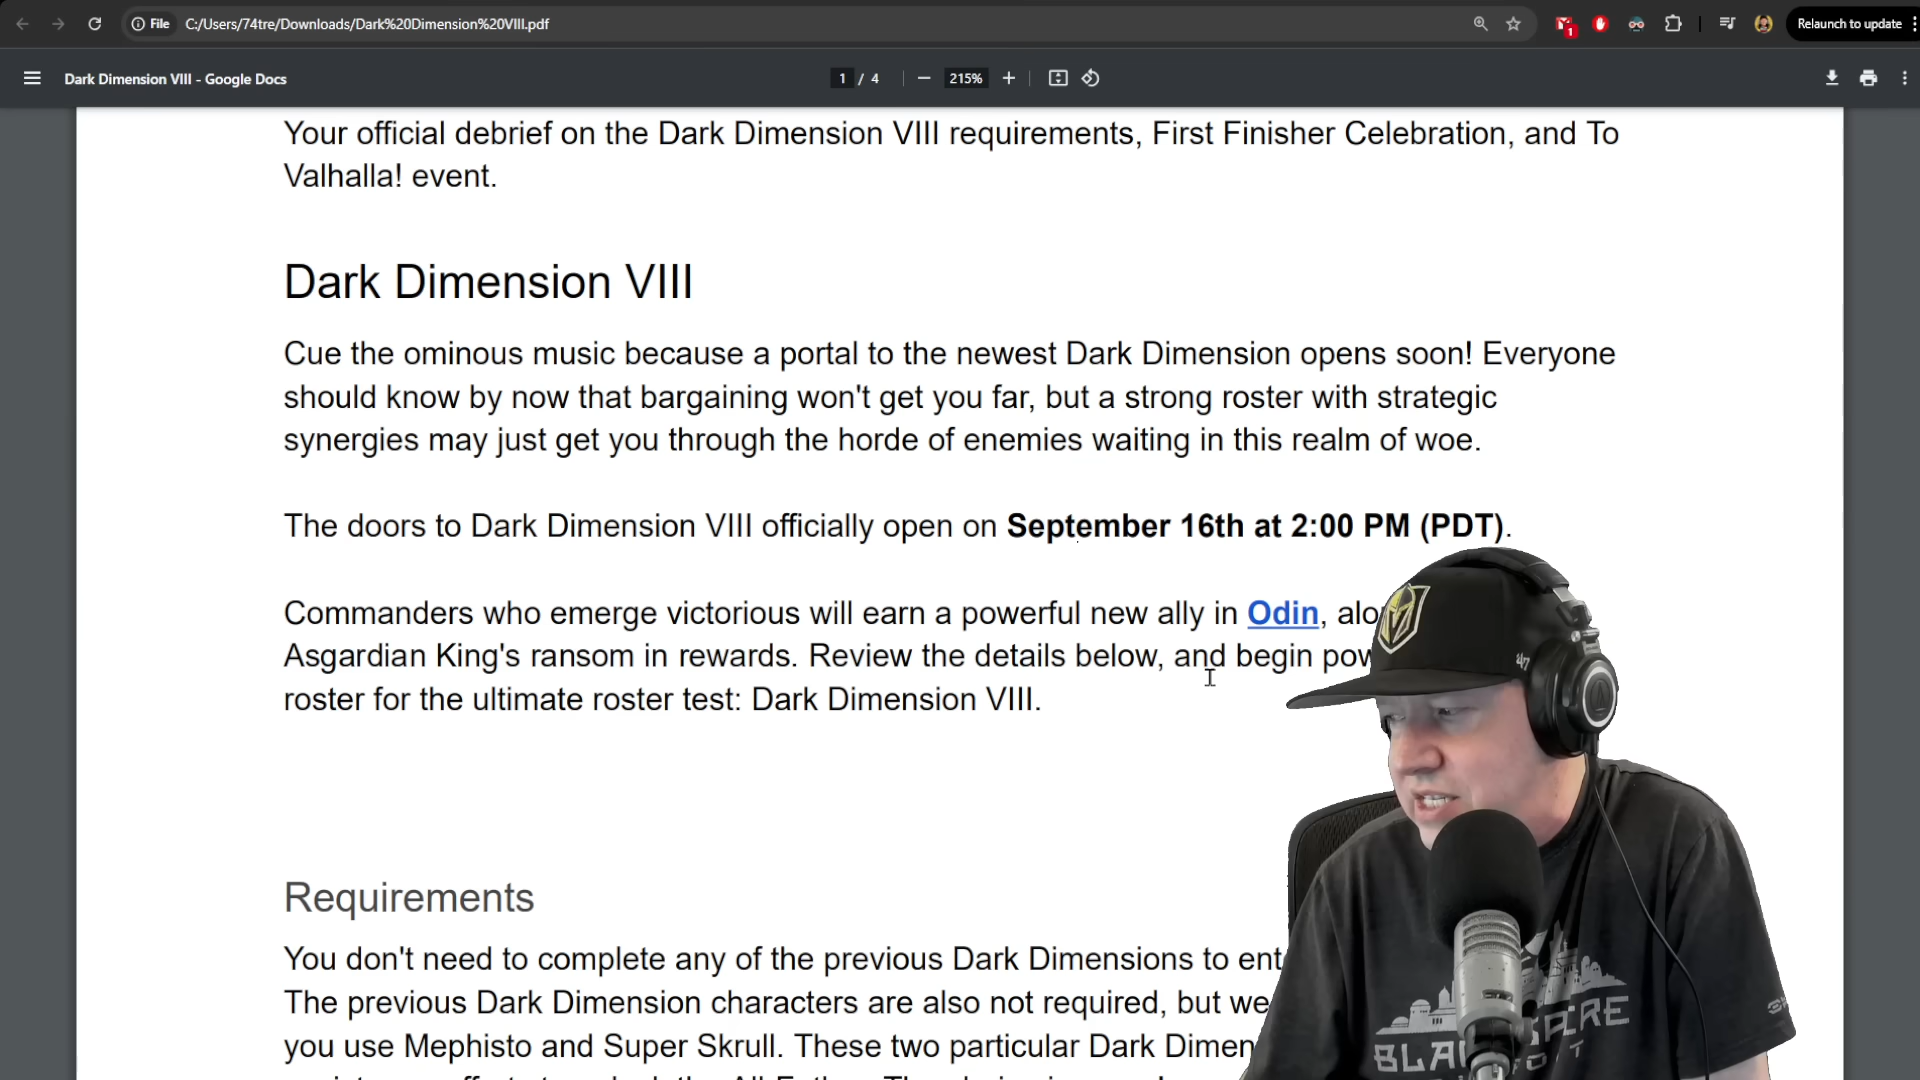 File C:/Users/74tre/Downloads/Dark%20Dimension%20VIII.pdf
1
Relaunch to update
Dark Dimension VIII - Google Docs
1 / 4
215%
Your official debrief on the Dark Dimension VIII requirements, First Finisher Celebration, and To
Valhalla! event.
Dark Dimension VIII
Cue the ominous music because a portal to the newest Dark Dimension opens soon! Everyone
should know by now that bargaining won't get you far, but a strong roster with strategic
synergies may just get you through the horde of enemies waiting in this realm of woe.
The doors to Dark Dimension VIII officially open on September 16th at 2:00 PM (PDT).
Commanders who emerge victorious will earn a powerful new ally in Odin,
Asgardian King's ransom in rewards. Review the details below, and begin
roster for the ultimate roster test: Dark Dimension VIII.
Requirements
You don't need to complete any of the previous Dark Dimensions to
The previous Dark Dimension characters are also not required, but we
you use Mephisto and Super Skrull. These two particular Dark
47